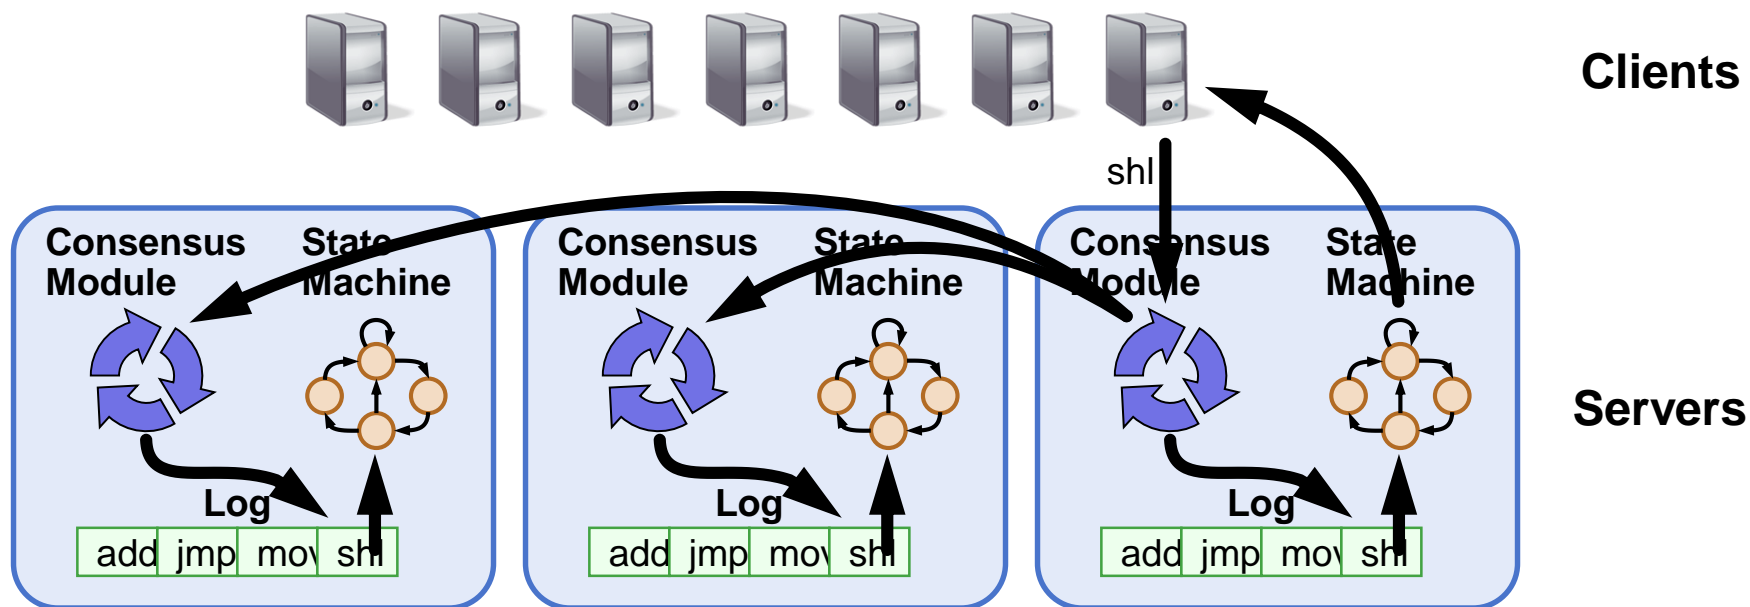 Clients
shl
Consensus Module
State Machine
Consensus Module
State Machine
Consensus Module
State Machine
Servers
Log
Log
Log
add jmp mov shl
add jmp mov shl
add jmp mov shl